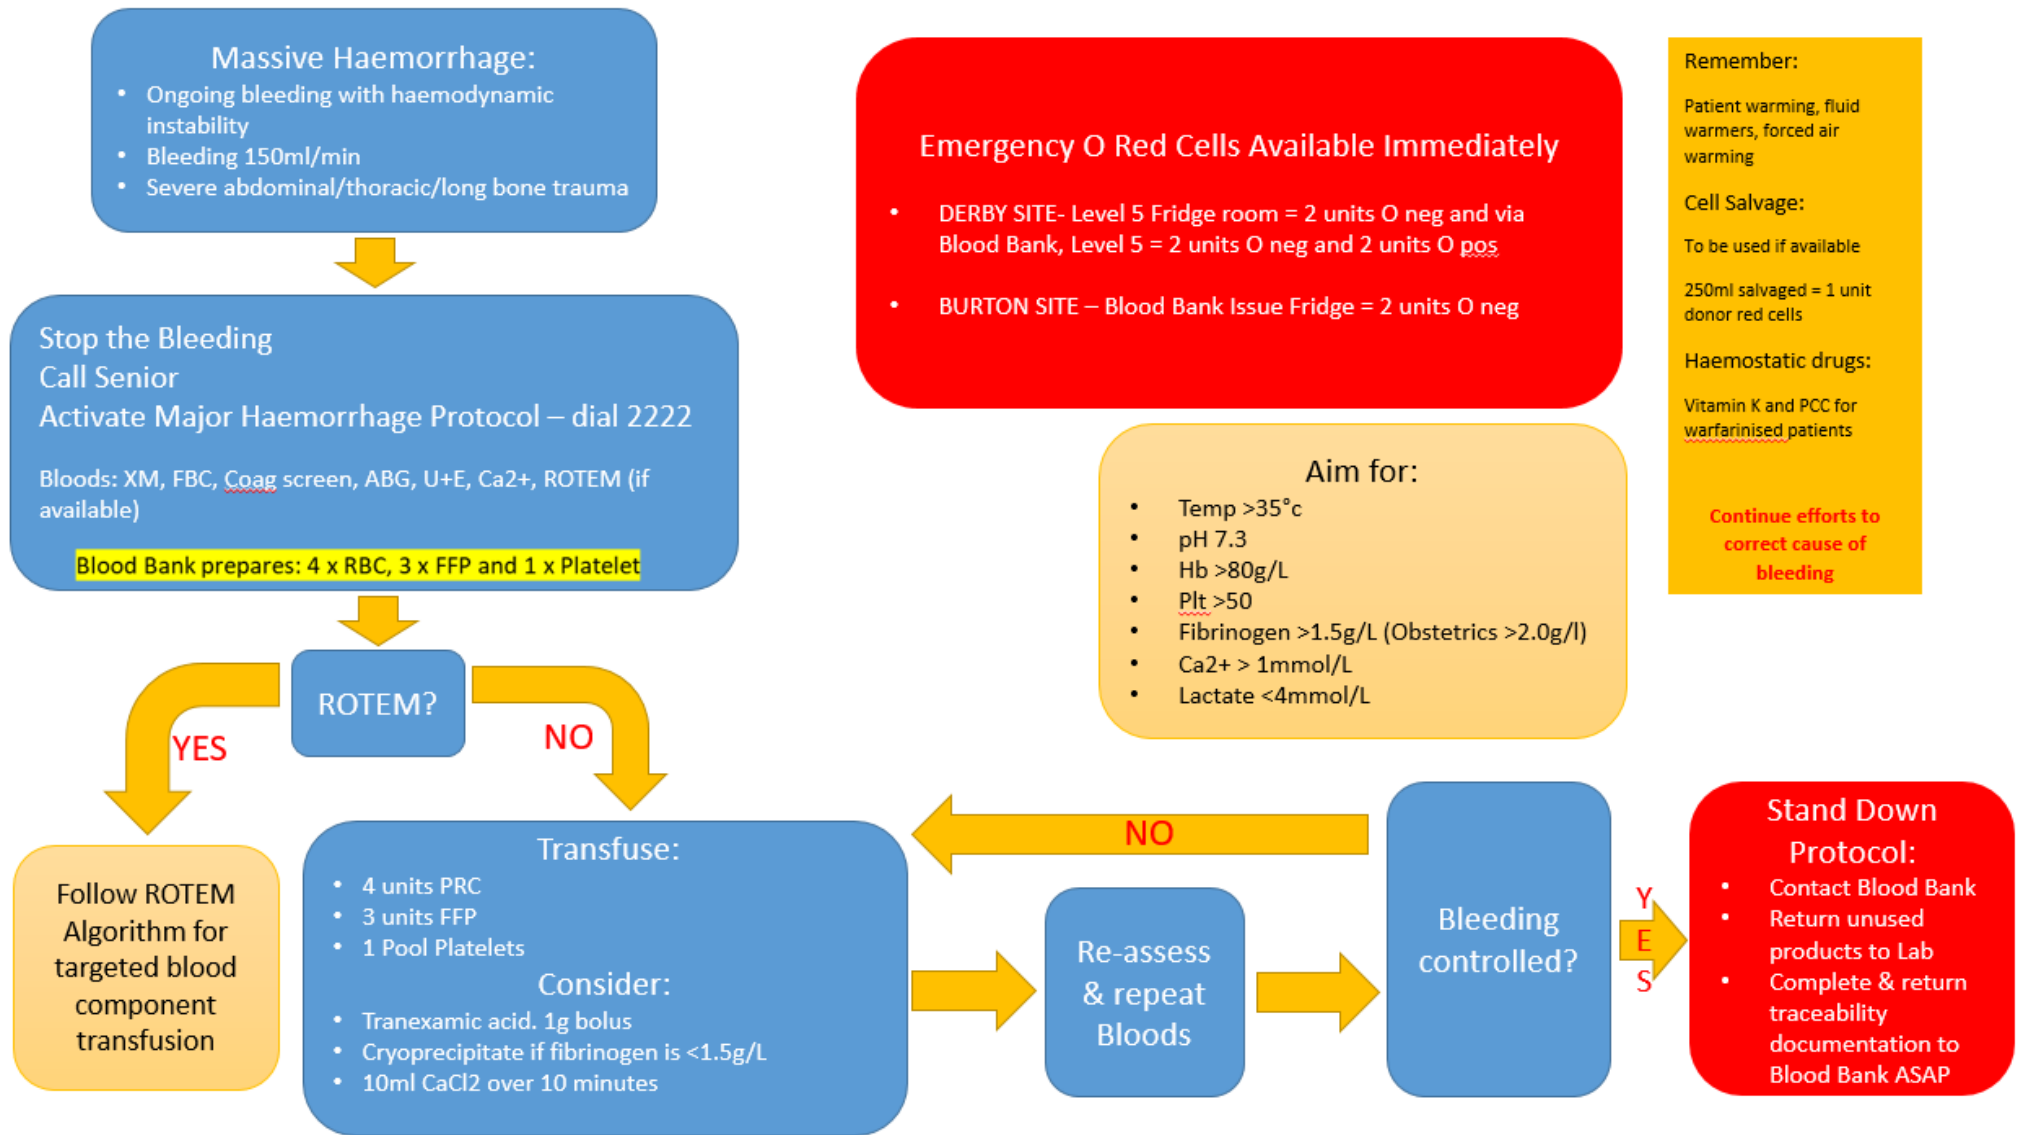 Massive Haemorrhage:
• Ongoing bleeding with haemodynamic
instability
• Bleeding 150ml/min
• Severe abdominal/thoracic/long bone trauma
Stop the Bleeding
Call Senior
Activate Major Haemorrhage Protocol – dial 2222
Bloods: XM, FBC, Coag screen, ABG, U+E, Ca2+, ROTEM (if
available)
Blood Bank prepares: 4 x RBC, 3 x FFP and 1 x Platelet
ROTEM?
YES
NO
Follow ROTEM
Algorithm for
targeted blood
component
transfusion
Transfuse:
• 4 units PRC
• 3 units FFP
• 1 Pool Platelets
Consider:
• Tranexamic acid. 1g bolus
• Cryoprecipitate if fibrinogen is <1.5g/L
• 10ml CaCl2 over 10 minutes
Re-assess
& repeat
Bloods
Bleeding
controlled?
NO
Y
E
S
Stand Down
Protocol:
• Contact Blood Bank
• Return unused
products to Lab
• Complete & return
traceability
documentation to
Blood Bank ASAP
Emergency O Red Cells Available Immediately
• DERBY SITE- Level 5 Fridge room = 2 units O neg and via
Blood Bank, Level 5 = 2 units O neg and 2 units O pos
• BURTON SITE – Blood Bank Issue Fridge = 2 units O neg
Aim for:
• Temp >35°c
• pH 7.3
• Hb >80g/L
• Plt >50
• Fibrinogen >1.5g/L (Obstetrics >2.0g/l)
• Ca2+ > 1mmol/L
• Lactate <4mmol/L
Remember:
Patient warming, fluid
warmers, forced air
warming
Cell Salvage:
To be used if available
250ml salvaged = 1 unit
donor red cells
Haemostatic drugs:
Vitamin K and PCC for
warfarinised patients
Continue efforts to
correct cause of
bleeding